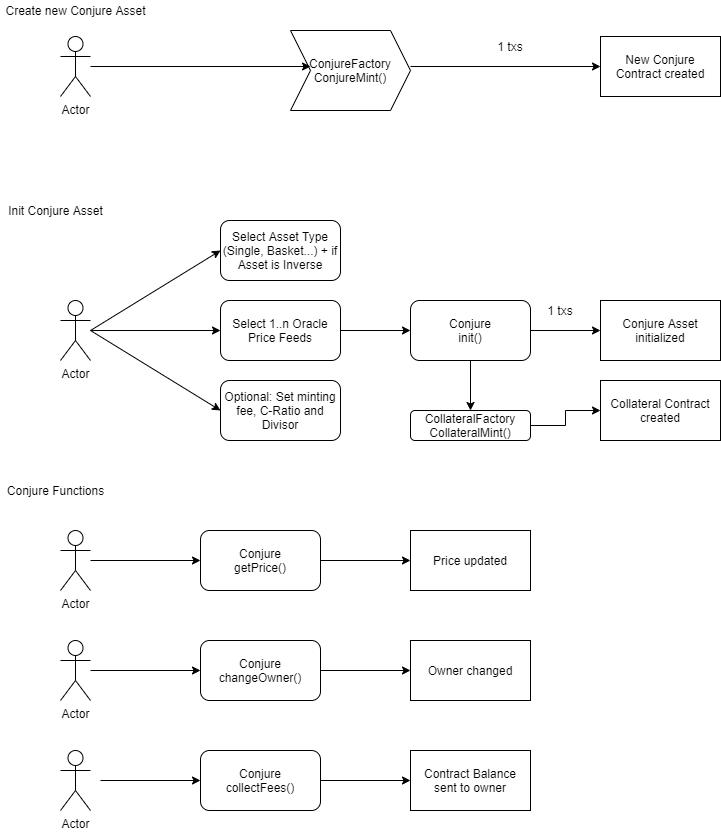 Create new Conjure Asset
Actor
ConjureFactory
ConjureMint()
1 txs
New Conjure
Contract created
Init Conjure Asset
Actor
Select Asset Type
(Single, Basket...) + if
Asset is Inverse
Select 1..n Oracle
Price Feeds
Optional: Set minting
fee, C-Ratio and
Divisor
Conjure
init()
1 txs
Conjure Asset
initialized
CollateralFactory
CollateralMint()
Collateral Contract
created
Conjure Functions
Actor
Conjure
getPrice()
Price updated
Actor
Conjure
changeOwner()
Owner changed
Actor
Conjure
collectFees()
Contract Balance
sent to owner